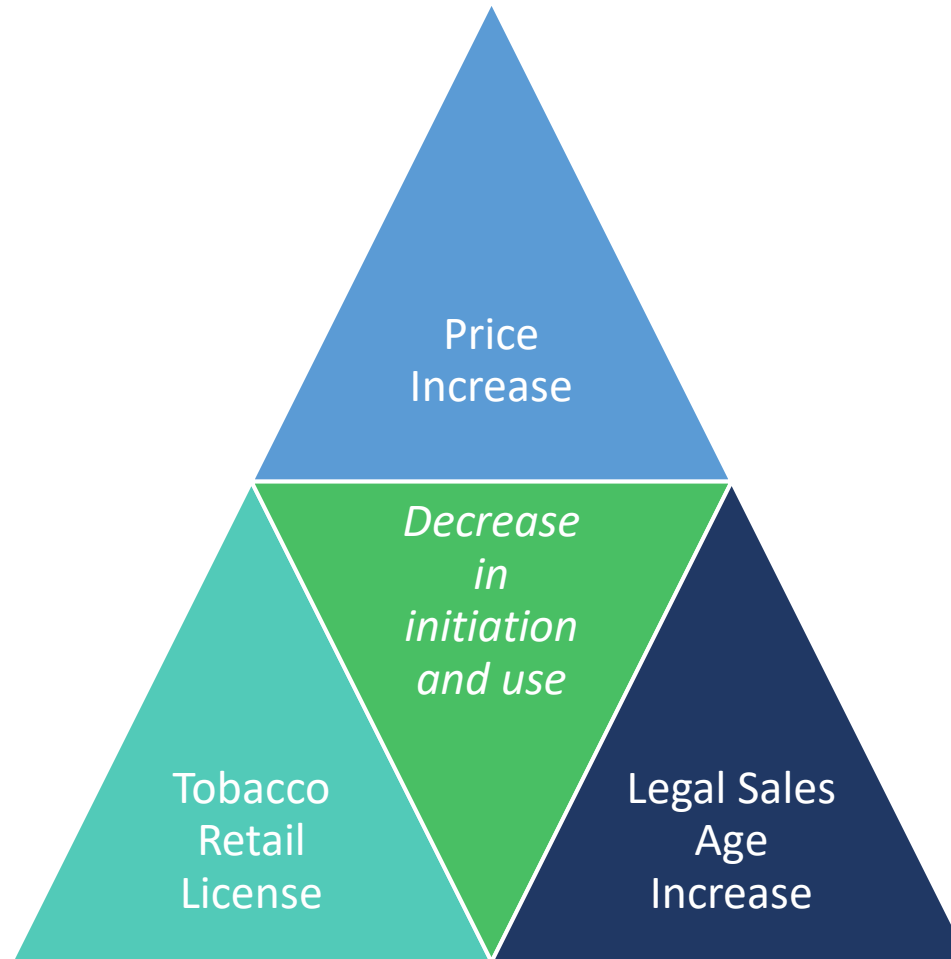 Price
Increase
Decrease
in
initiation
and use
Tobacco
Retail
License
Legal Sales
Age
Increase